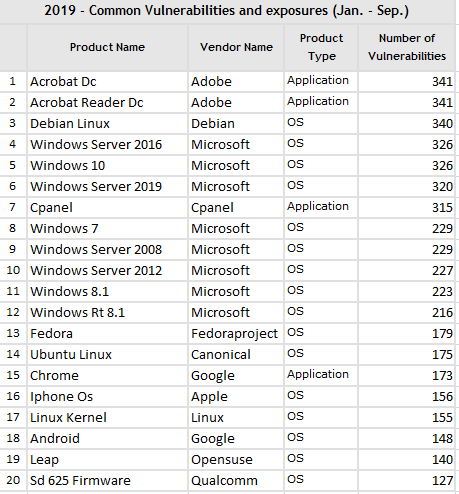 2019 - Common Vulnerabilities and exposures (Jan. - Sep.)
Product Name Vendor Name Product Type Number of Vulnerabilities
1 Acrobat Dc Adobe Application 341
2 Acrobat Reader Dc Adobe Application 341
3 Debian Linux Debian OS 340
4 Windows Server 2016 Microsoft OS 326
5 Windows 10 Microsoft OS 326
6 Windows Server 2019 Microsoft OS 320
7 Cpanel Cpanel Application 315
8 Windows 7 Microsoft OS 229
9 Windows Server 2008 Microsoft OS 229
10 Windows Server 2012 Microsoft OS 227
11 Windows 8.1 Microsoft OS 223
12 Windows Rt 8.1 Microsoft OS 216
13 Fedora Fedoraproject OS 179
14 Ubuntu Linux Canonical OS 175
15 Chrome Google Application 173
16 Iphone Os Apple OS 156
17 Linux Kernel Linux OS 155
18 Android Google OS 148
19 Leap Opensuse OS 140
20 Sd 625 Firmware Qualcomm OS 127